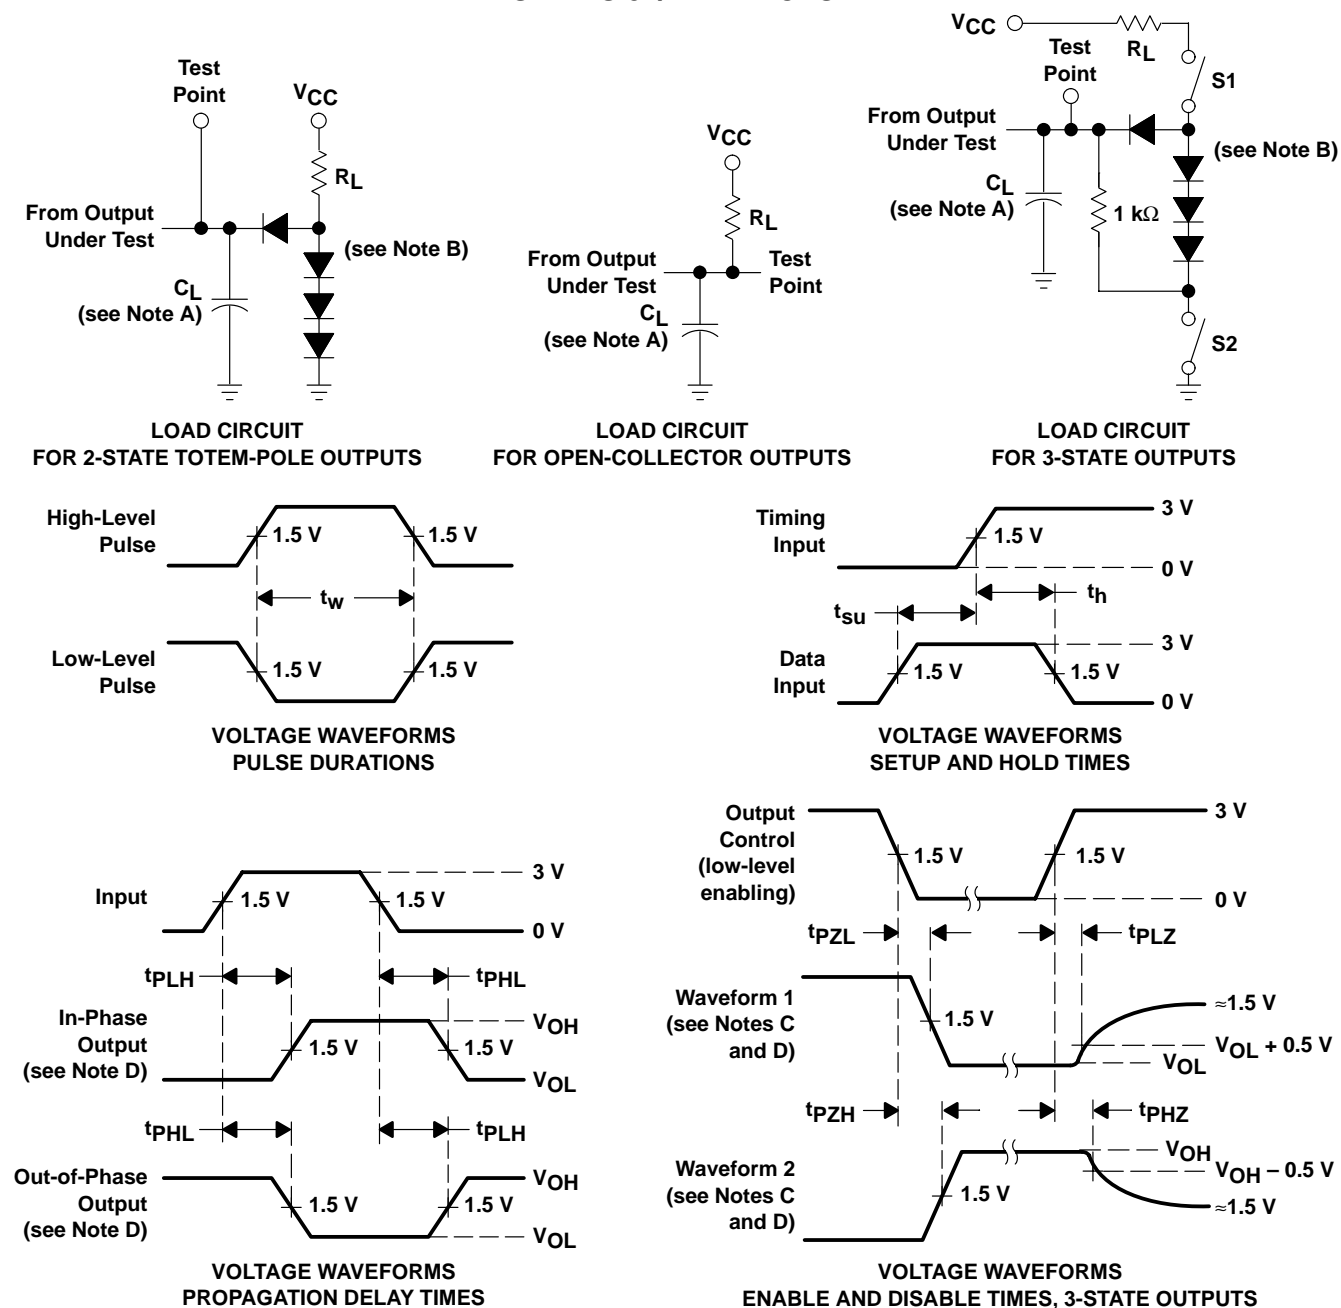 Test
Point
VCC
RL
From Output
Under Test
(see Note B)
CL
(see Note A)
LOAD CIRCUIT
FOR 2-STATE TOTEM-POLE OUTPUTS
VCC
RL
From Output
Under Test
Test
Point
CL
(see Note A)
LOAD CIRCUIT
FOR OPEN-COLLECTOR OUTPUTS
VCC
RL
Test
Point
S1
From Output
Under Test
(see Note B)
CL
(see Note A)
1 kΩ
S2
LOAD CIRCUIT
FOR 3-STATE OUTPUTS
High-Level
Pulse
1.5 V
1.5 V
tw
Low-Level
Pulse
1.5 V
1.5 V
VOLTAGE WAVEFORMS
PULSE DURATIONS
Timing
Input
3 V
1.5 V
0 V
th
tsu
Data
Input
3 V
1.5 V
1.5 V
0 V
VOLTAGE WAVEFORMS
SETUP AND HOLD TIMES
Input
3 V
1.5 V
1.5 V
0 V
tPLH
tPHL
In-Phase
Output
(see Note D)
VOH
1.5 V
1.5 V
VOL
tPHL
tPLH
Out-of-Phase
Output
(see Note D)
VOH
1.5 V
1.5 V
VOL
VOLTAGE WAVEFORMS
PROPAGATION DELAY TIMES
Output
Control
(low-level
enabling)
3 V
1.5 V
1.5 V
0 V
tPZL
tPLZ
Waveform 1
(see Notes C
and D)
1.5 V
≈1.5 V
VOL + 0.5 V
VOL
tPZH
tPHZ
Waveform 2
(see Notes C
and D)
1.5 V
VOH
VOH – 0.5 V
≈1.5 V
VOLTAGE WAVEFORMS
ENABLE AND DISABLE TIMES, 3-STATE OUTPUTS